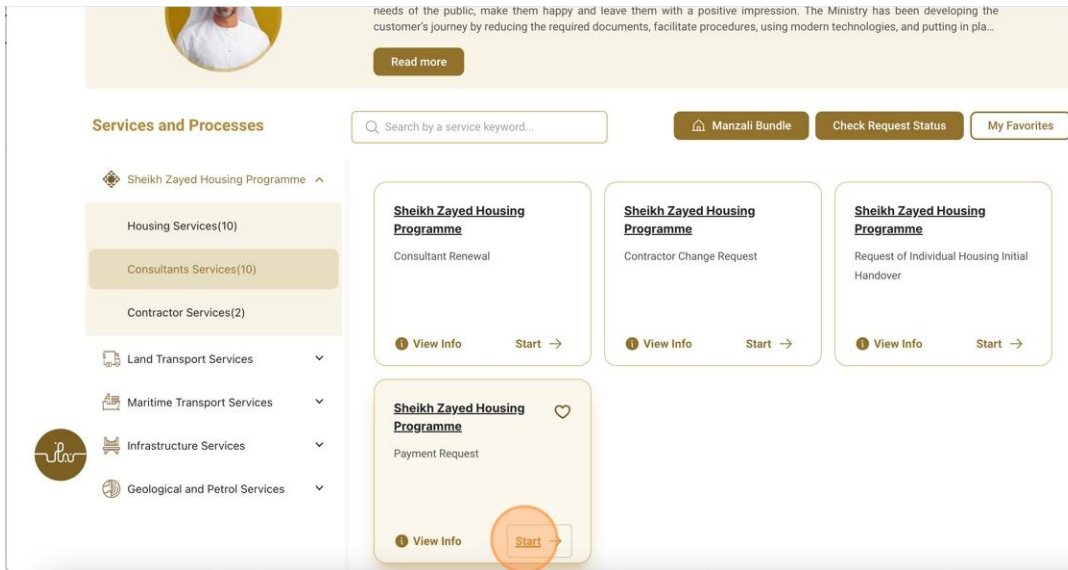 needs of the public, make them happy and leave them with a positive impression. The Ministry has been developing the
customer's journey by reducing the required documents, facilitate procedures, using modern technologies, and putting in pla...
Read more
Services and Processes
Search by a service keyword...
Manzali Bundle
Check Request Status
My Favorites
Sheikh Zayed Housing Programme
Housing Services(10)
Consultants Services(10)
Contractor Services(2)
Land Transport Services
Maritime Transport Services
Infrastructure Services
Geological and Petrol Services
Sheikh Zayed Housing
Programme
Consultant Renewal
View Info
Start
Sheikh Zayed Housing
Programme
Contractor Change Request
View Info
Start
Sheikh Zayed Housing
Programme
Request of Individual Housing Initial
Handover
View Info
Start
Sheikh Zayed Housing
Programme
Payment Request
View Info
Start